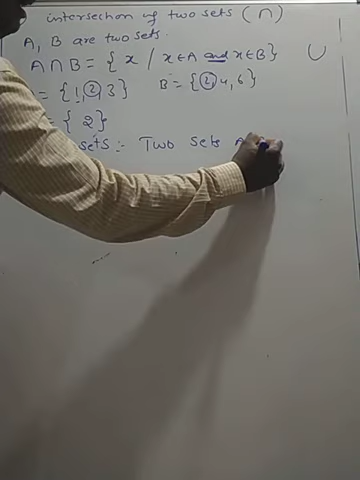 intersection of two sets (∩)
A, B are two sets.
A ∩ B = { x / x∈A and x∈B} ∪
= {1, 2, 3} B = {2, 4, 6}
= { 2}
sets :- Two sets A